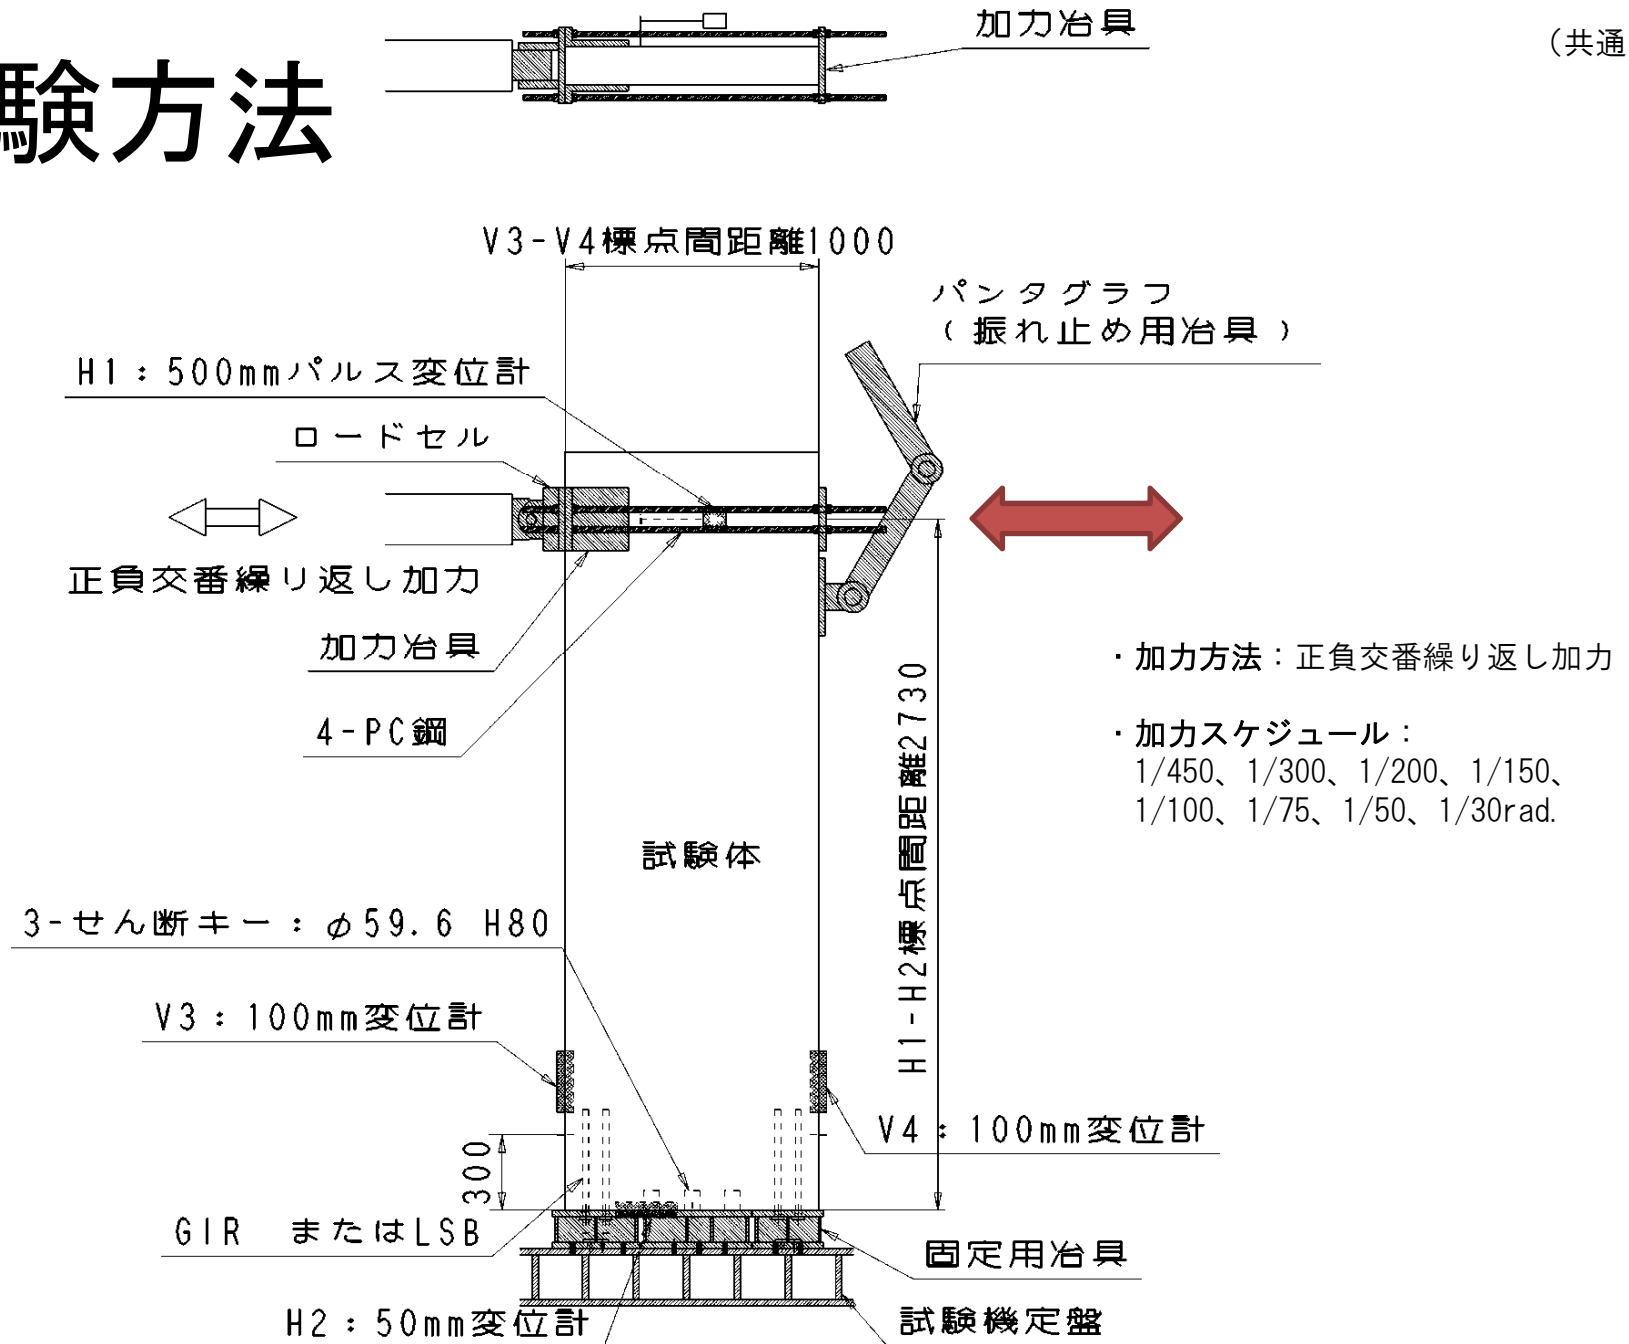 加力冶具
（共通
験方法
V3-V4標点間距離1000
パンタグラフ
（振れ止め用冶具）
H1：500mmパルス変位計
ロードセル
正負交番繰り返し加力
加力冶具
4-PC鋼
・加力方法：正負交番繰り返し加力
・加力スケジュール：
1/450、1/300、1/200、1/150、
1/100、1/75、1/50、1/30rad.
H1-H2標点間距離2730
試験体
3-せん断キー：φ59.6 H80
V3：100mm変位計
V4：100mm変位計
300
GIR またはLSB
固定用冶具
H2：50mm変位計
試験機定盤